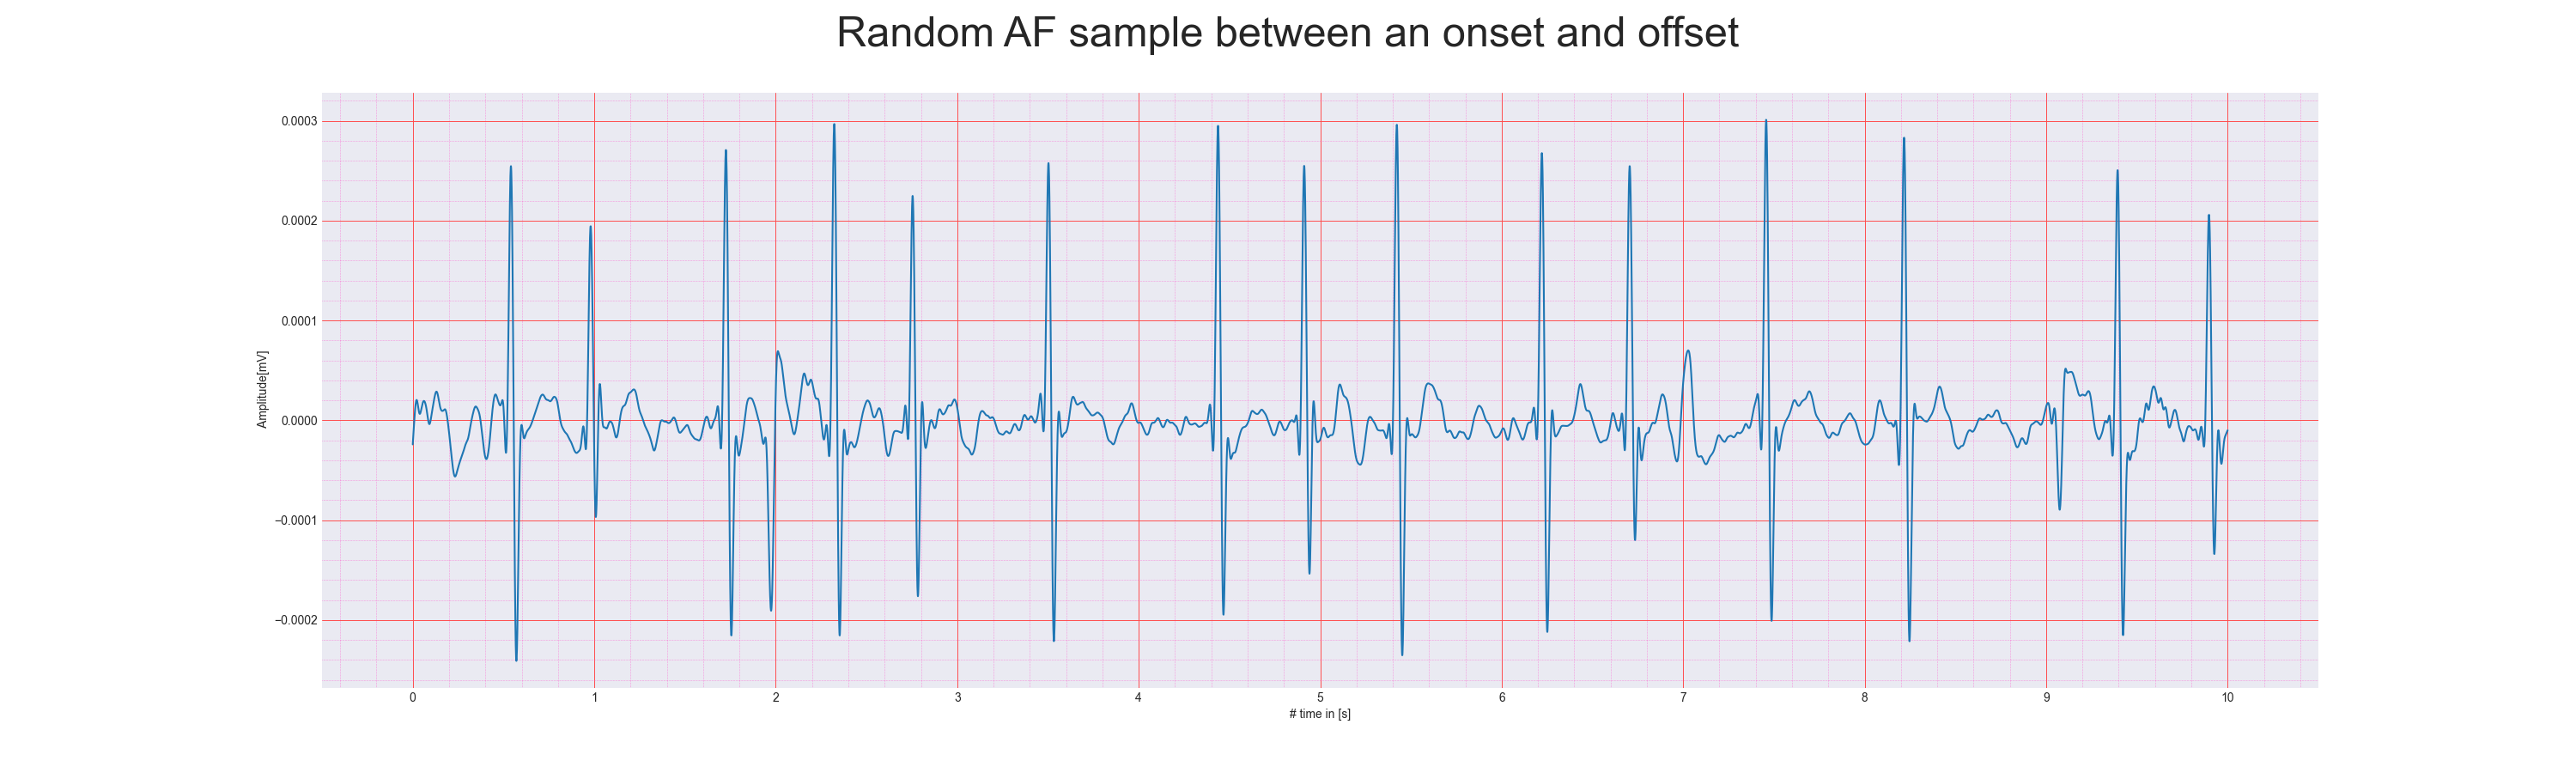 Random AF sample between an onset and offset
0.0003
0.0002
0.0001
0.0000
−0.0001
−0.0002
Amplitude[mV]
0 1 2 3 4 5 6 7 8 9 10
# time in [s]